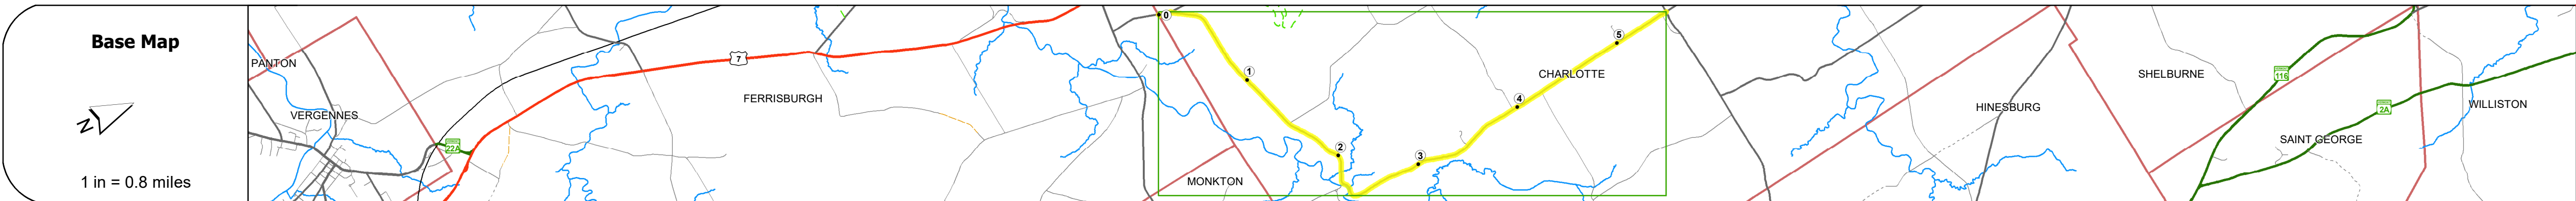 Base Map
N
1 in = 0.8 miles
PANTON
VERGENNES
22A
7
FERRISBURGH
MONKTON
0
1
2
3
4
5
CHARLOTTE
HINESBURG
SHELBURNE
116
2A
SAINT GEORGE
WILLISTON